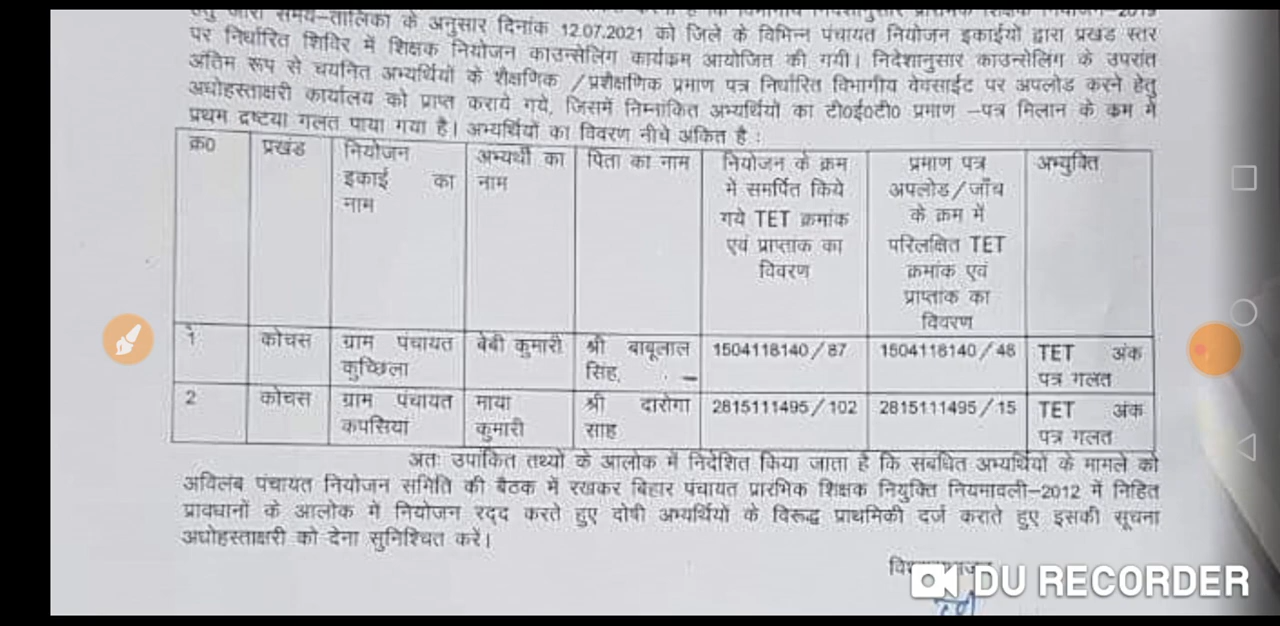 हेतु जारी समय–तालिका के अनुसार दिनांक 12.07.2021 को जिले के विभिन्न पंचायत नियोजन इकाईयों द्वारा प्रखंड स्तर
पर निर्धारित शिविर में शिक्षक नियोजन काउन्सेलिंग कार्यक्रम आयोजित की गयी। निदेशानुसार काउन्सेलिंग के उपरांत
अंतिम रूप से चयनित अभ्यर्थियों के शैक्षणिक /प्रशैक्षणिक प्रमाण पत्र निर्धारित विभागीय वेवसाईट पर अपलोड करने हेतु
अधोहस्ताक्षरी कार्यालय को प्राप्त कराये गये, जिसमें निम्नांकित अभ्यर्थियों का टी0ई0टी0 प्रमाण –पत्र मिलान के कम में
प्रथम द्रष्टया गलत पाया गया है। अभ्यर्थियों का विवरण नीचे अंकित है :
क्र0 प्रखंड नियोजन इकाई का नाम अभ्यर्थी का नाम पिता का नाम नियोजन के क्रम में समर्पित किये गये TET क्रमांक एवं प्राप्तांक का विवरण प्रमाण पत्र अपलोड/जाँच के क्रम में परिलक्षित TET क्रमांक एवं प्राप्तांक का विवरण अभ्युक्ति
1 कोचस ग्राम पंचायत कुच्छिला बेबी कुमारी श्री बाबूलाल सिंह, 1504118140/87 1504118140/48 TET अंक पत्र गलत
2 कोचस ग्राम पंचायत कपसियां माया कुमारी श्री दारोगा साह 2815111495/102 2815111495/15 TET अंक पत्र गलत
अतः उपांकित तथ्यों के आलोक में निदेशित किया जाता है कि संबंधित अभ्यर्थियों के मामले को
अविलंब पंचायत नियोजन समिति की बैठक में रखकर बिहार पंचायत प्रारंभिक शिक्षक नियुक्ति नियमावली–2012 में निहित
प्रावधानों के आलोक में नियोजन रद्द करते हुए दोषी अभ्यर्थियों के विरूद्ध प्राथमिकी दर्ज कराते हुए इसकी सूचना
अधोहस्ताक्षरी को देना सुनिश्चित करें।
DU RECORDER